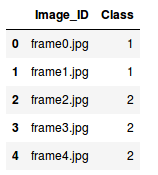 Image_ID Class
0 frame0.jpg 1
1 frame1.jpg 1
2 frame2.jpg 2
3 frame3.jpg 2
4 frame4.jpg 2